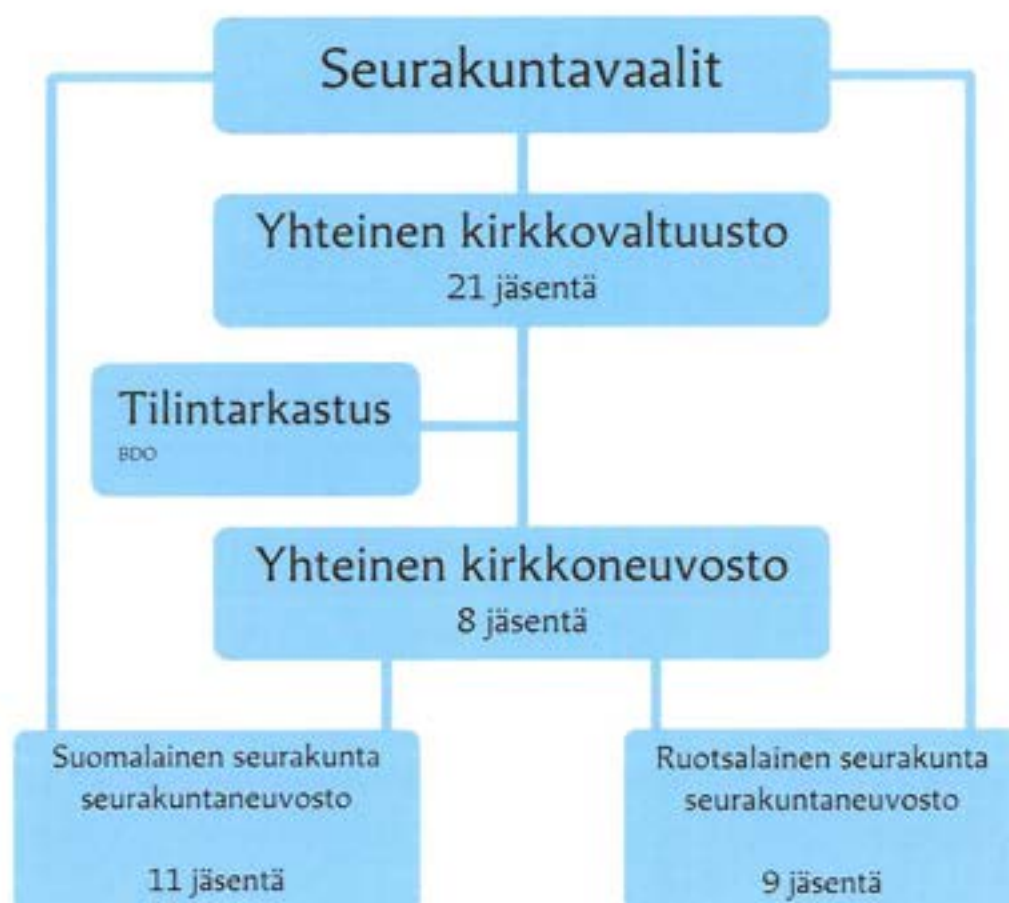 Seurakuntavaalit
Yhteinen kirkkovaltuusto
21 jäsentä
Tilintarkastus
BDO
Yhteinen kirkkoneuvosto
8 jäsentä
Suomalainen seurakunta
seurakuntaneuvosto
11 jäsentä
Ruotsalainen seurakunta
seurakuntaneuvosto
9 jäsentä